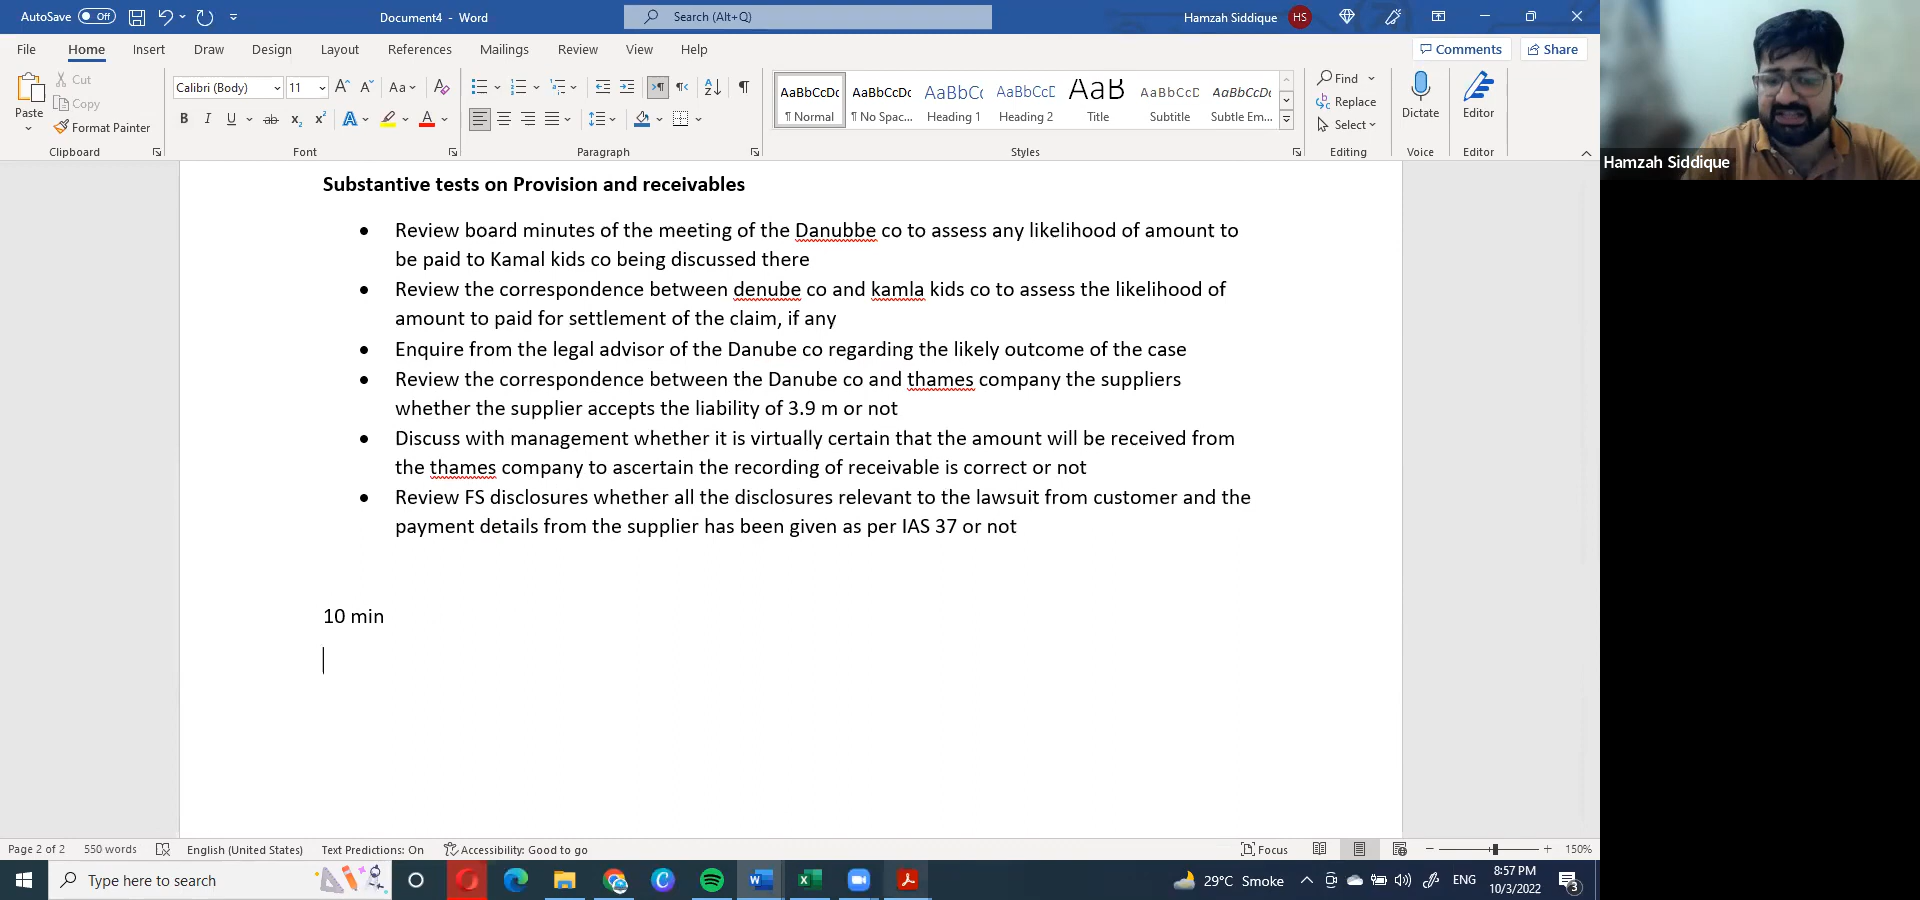 AutoSave Off Document4 - Word Search (Alt+Q) Hamzah Siddique HS
File Home Insert Draw Design Layout References Mailings Review View Help Comments Share
Paste Cut Copy Format Painter Clipboard
Calibri (Body) 11 Aa Font
Paragraph
AaBbCcDc ¶ Normal AaBbCcDc ¶ No Spac... AaBbCc Heading 1 AaBbCcD Heading 2 AaB Title AaBbCcD Subtitle AaBbCcDc Subtle Em... Styles
Find Replace Select Editing
Dictate Voice
Editor Editor
Hamzah Siddique
Substantive tests on Provision and receivables
• Review board minutes of the meeting of the Danubbe co to assess any likelihood of amount to
be paid to Kamal kids co being discussed there
• Review the correspondence between denube co and kamla kids co to assess the likelihood of
amount to paid for settlement of the claim, if any
• Enquire from the legal advisor of the Danube co regarding the likely outcome of the case
• Review the correspondence between the Danube co and thames company the suppliers
whether the supplier accepts the liability of 3.9 m or not
• Discuss with management whether it is virtually certain that the amount will be received from
the thames company to ascertain the recording of receivable is correct or not
• Review FS disclosures whether all the disclosures relevant to the lawsuit from customer and the
payment details from the supplier has been given as per IAS 37 or not
10 min
Page 2 of 2 550 words English (United States) Text Predictions: On Accessibility: Good to go Focus 150%
Type here to search 29°C Smoke ENG 8:57 PM
10/3/2022 3